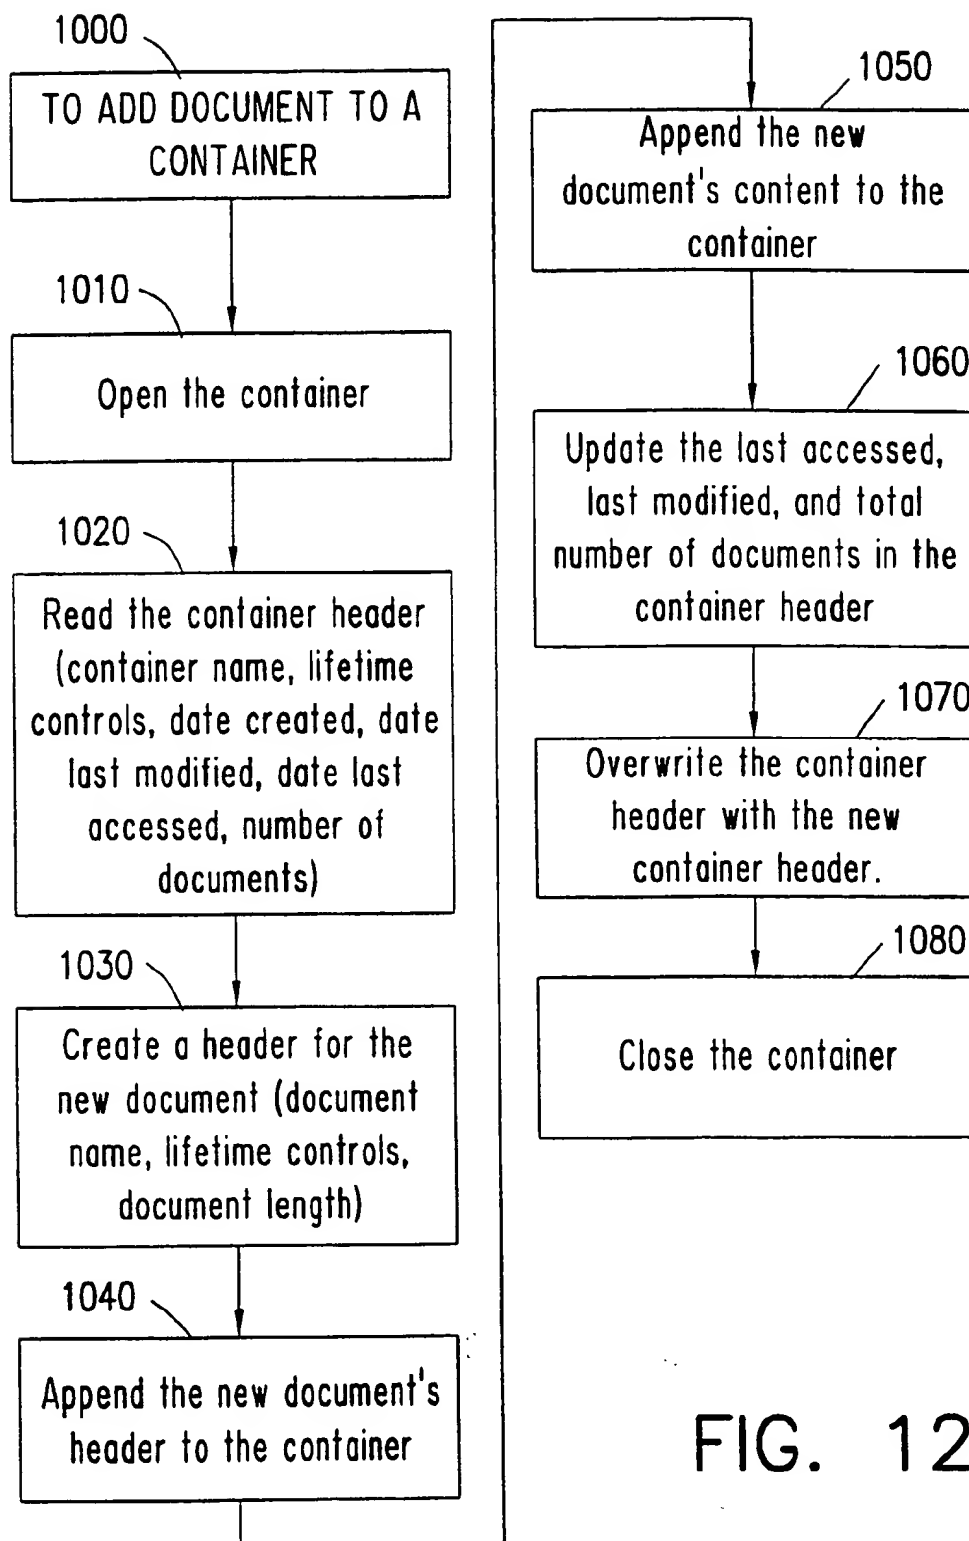 1000
TO ADD DOCUMENT TO A
CONTAINER
1010
Open the container
1020
Read the container header
(container name, lifetime
controls, date created, date
last modified, date last
accessed, number of
documents)
1030
Create a header for the
new document (document
name, lifetime controls,
document length)
1040
Append the new document's
header to the container
1050
Append the new
document's content to the
container
1060
Update the last accessed,
last modified, and total
number of documents in the
container header
1070
Overwrite the container
header with the new
container header.
1080
Close the container
FIG. 12